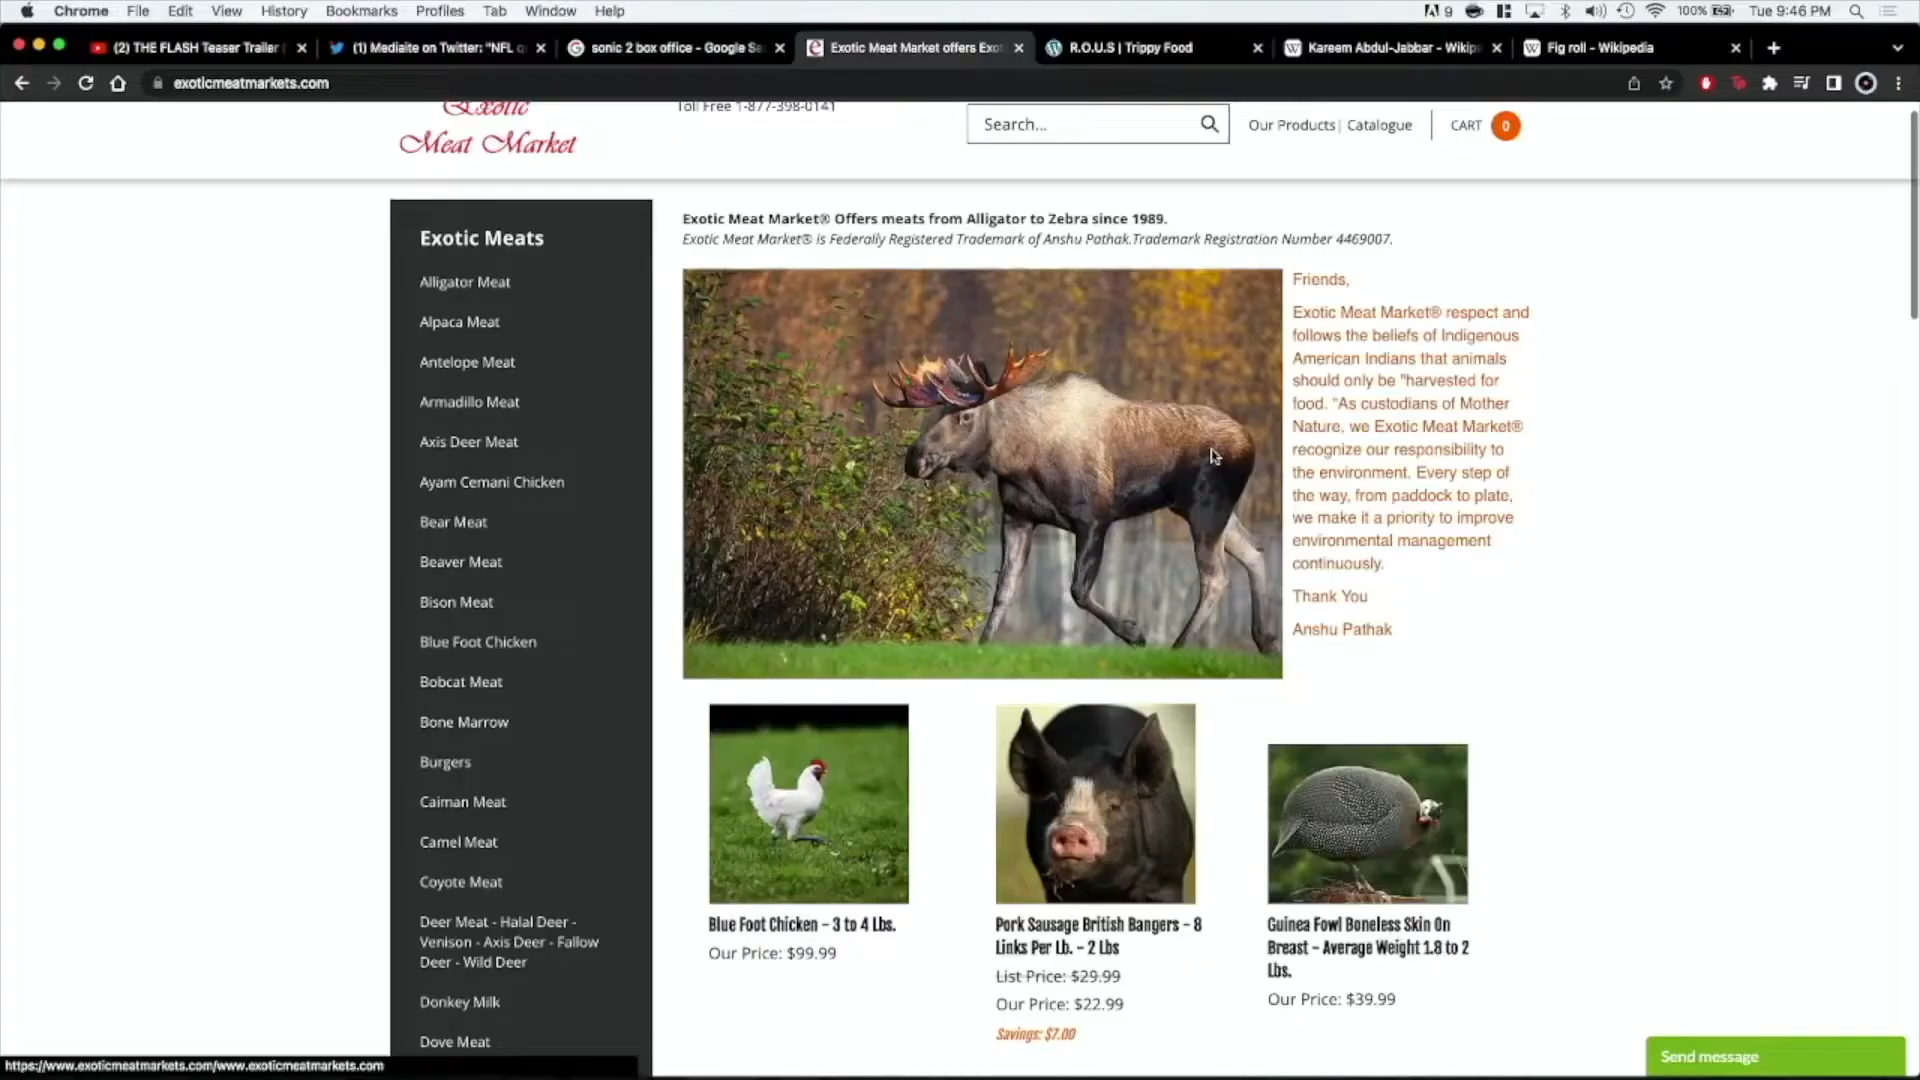 Chrome File Edit View History Bookmarks Profiles Tab Window Help 9 100% Tue 9:46 PM
(2) THE FLASH Teaser Trailer (1) Mediaite on Twitter: "NFL q sonic 2 box office - Google Se Exotic Meat Market offers Exo R.O.U.S | Trippy Food Kareem Abdul-Jabbar - Wikip Fig roll - Wikipedia
exoticmeatmarkets.com
Exotic
Meat Market
Toll Free 1-877-398-0141
Search...
Our Products | Catalogue CART 0
Exotic Meats
Alligator Meat
Alpaca Meat
Antelope Meat
Armadillo Meat
Axis Deer Meat
Ayam Cemani Chicken
Bear Meat
Beaver Meat
Bison Meat
Blue Foot Chicken
Bobcat Meat
Bone Marrow
Burgers
Caiman Meat
Camel Meat
Coyote Meat
Deer Meat - Halal Deer -
Venison - Axis Deer - Fallow
Deer - Wild Deer
Donkey Milk
Dove Meat
Exotic Meat Market® Offers meats from Alligator to Zebra since 1989.
Exotic Meat Market® is Federally Registered Trademark of Anshu Pathak.Trademark Registration Number 4469007.
Friends,
Exotic Meat Market® respect and
follows the beliefs of Indigenous
American Indians that animals
should only be "harvested for
food. "As custodians of Mother
Nature, we Exotic Meat Market®
recognize our responsibility to
the environment. Every step of
the way, from paddock to plate,
we make it a priority to improve
environmental management
continuously.
Thank You
Anshu Pathak
Blue Foot Chicken - 3 to 4 Lbs.
Our Price: $99.99
Pork Sausage British Bangers - 8
Links Per Lb. - 2 Lbs
List Price: $29.99
Our Price: $22.99
Savings: $7.00
Guinea Fowl Boneless Skin On
Breast - Average Weight 1.8 to 2
Lbs.
Our Price: $39.99
Send message
https://www.exoticmeatmarkets.com/www.exoticmeatmarkets.com